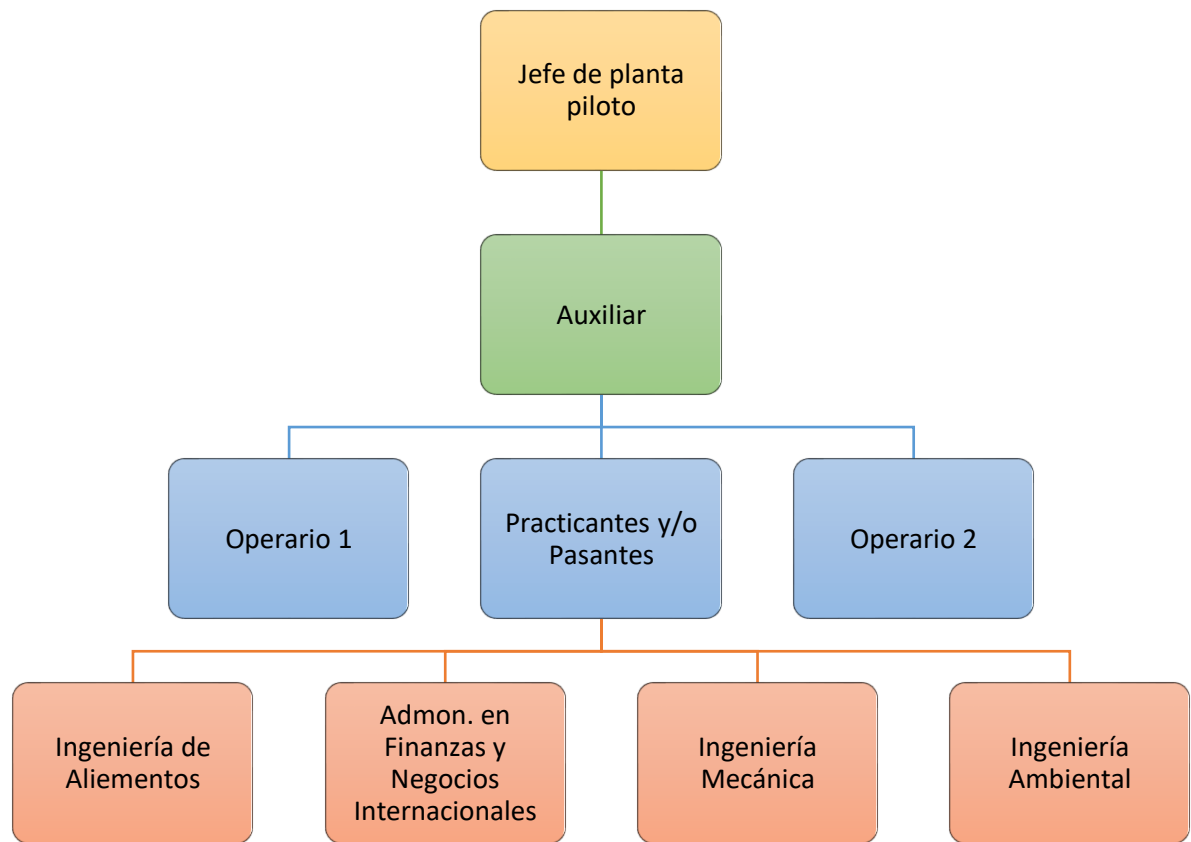 Jefe de planta
piloto
Auxiliar
Operario 1
Practicantes y/o
Pasantes
Operario 2
Ingeniería de
Aliementos
Admon. en
Finanzas y
Negocios
Internacionales
Ingeniería
Mecánica
Ingeniería
Ambiental